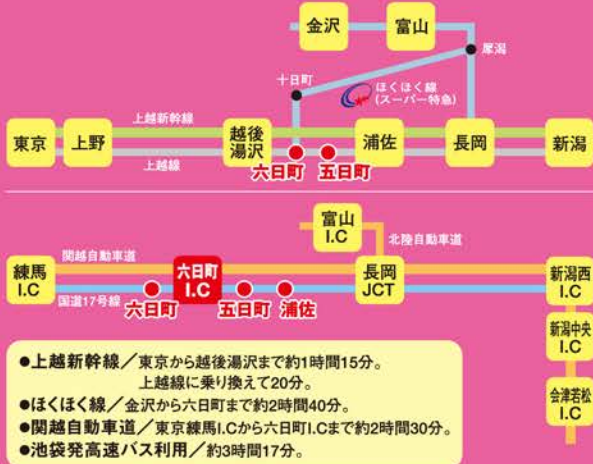 金沢
富山
犀潟
十日町
ほくほく線
(スーパー特急)
上越新幹線
東京
上野
越後
湯沢
浦佐
長岡
新潟
上越線
六日町
五日町
富山
I.C
北陸自動車道
関越自動車道
練馬
I.C
六日町
I.C
長岡
JCT
新潟西
I.C
国道17号線
六日町
五日町
浦佐
新潟中央
I.C
会津若松
I.C
●上越新幹線／東京から越後湯沢まで約1時間15分。
上越線に乗り換えて20分。
●ほくほく線／金沢から六日町まで約2時間40分。
●関越自動車道／東京練馬I.Cから六日町I.Cまで約2時間30分。
●池袋発高速バス利用／約3時間17分。